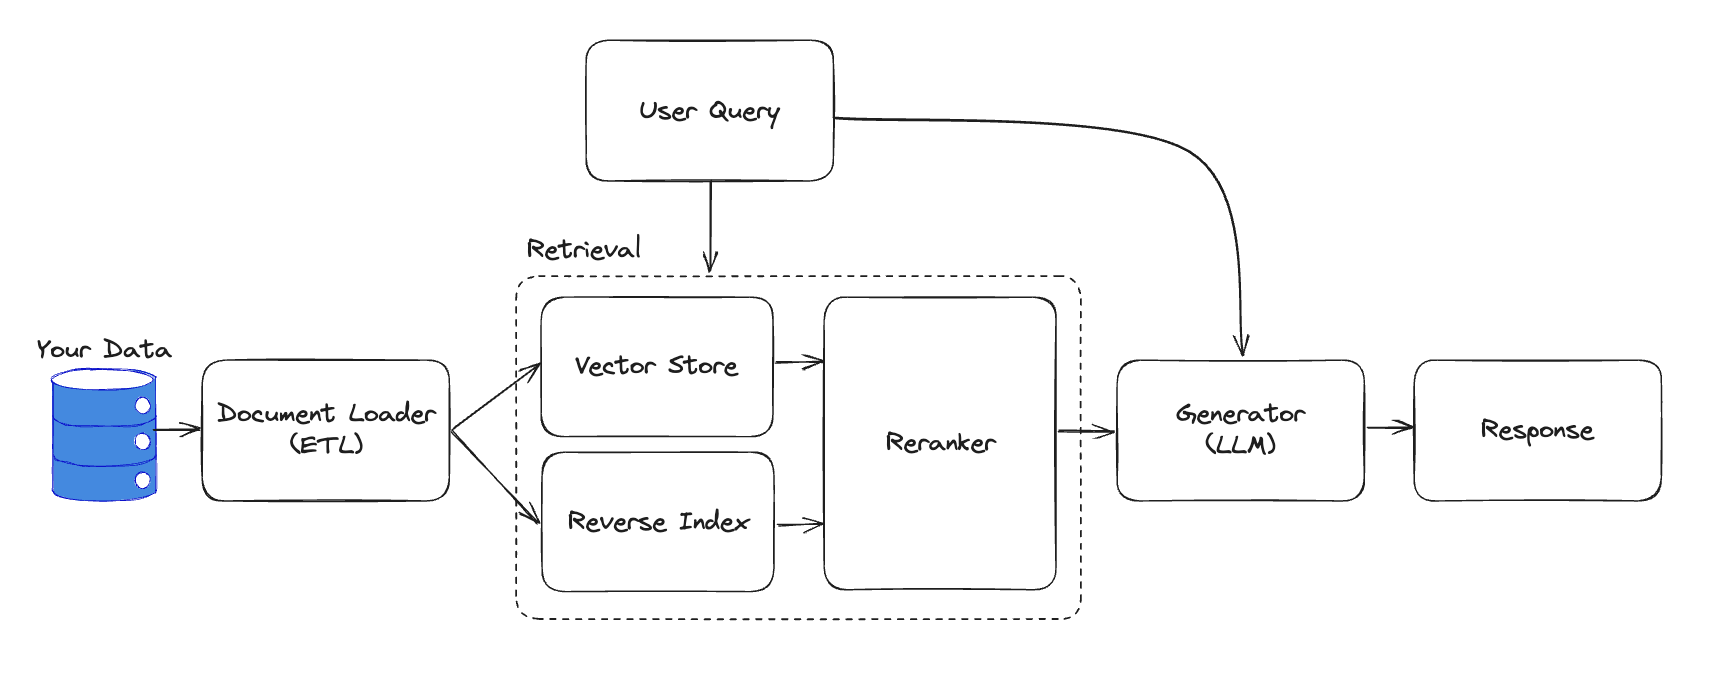 User Query
Retrieval
Your Data
Document Loader
(ETL)
Vector Store
Reverse Index
Reranker
Generator
(LLM)
Response